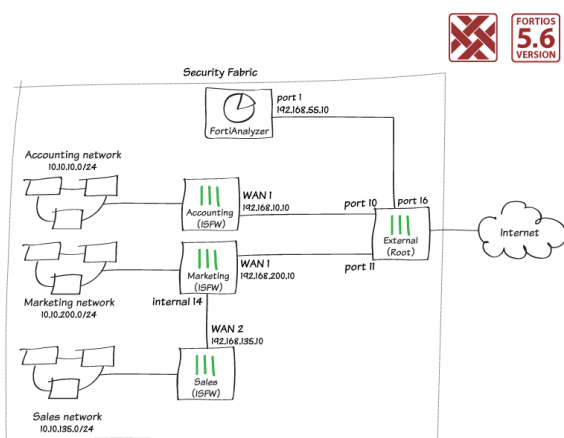 FORTIOS
5.6
VERSION
Security Fabric
port 1
192.168.55.10
FortiAnalyzer
Accounting network
10.10.10.0/24
WAN 1
192.168.10.10
Accounting
(ISFW)
port 10
port 16
External
(Root)
Internet
Marketing
(ISFW)
WAN 1
192.168.200.10
port 11
Marketing network
10.10.200.0/24
internal 14
WAN 2
192.168.135.10
Sales
(ISFW)
Sales network
10.10.135.0/24